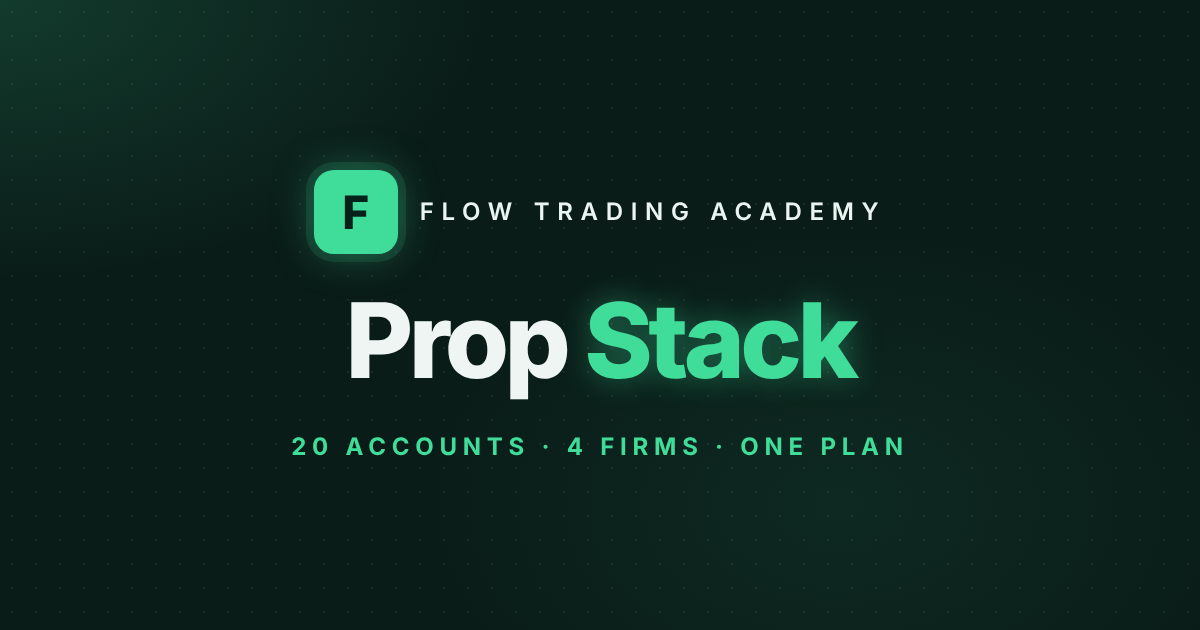 F FLOW TRADING ACADEMY
Prop Stack
20 ACCOUNTS · 4 FIRMS · ONE PLAN